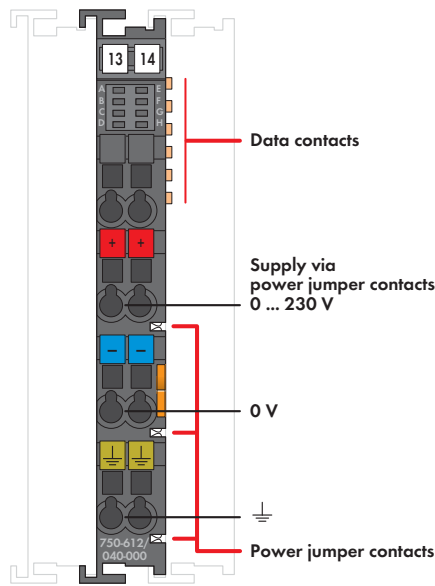 13 14
A E
B F
C G
D H
Data contacts
+ +
Supply via
power jumper contacts
0 ... 230 V
– –
0 V
750-612/
040-000
Power jumper contacts